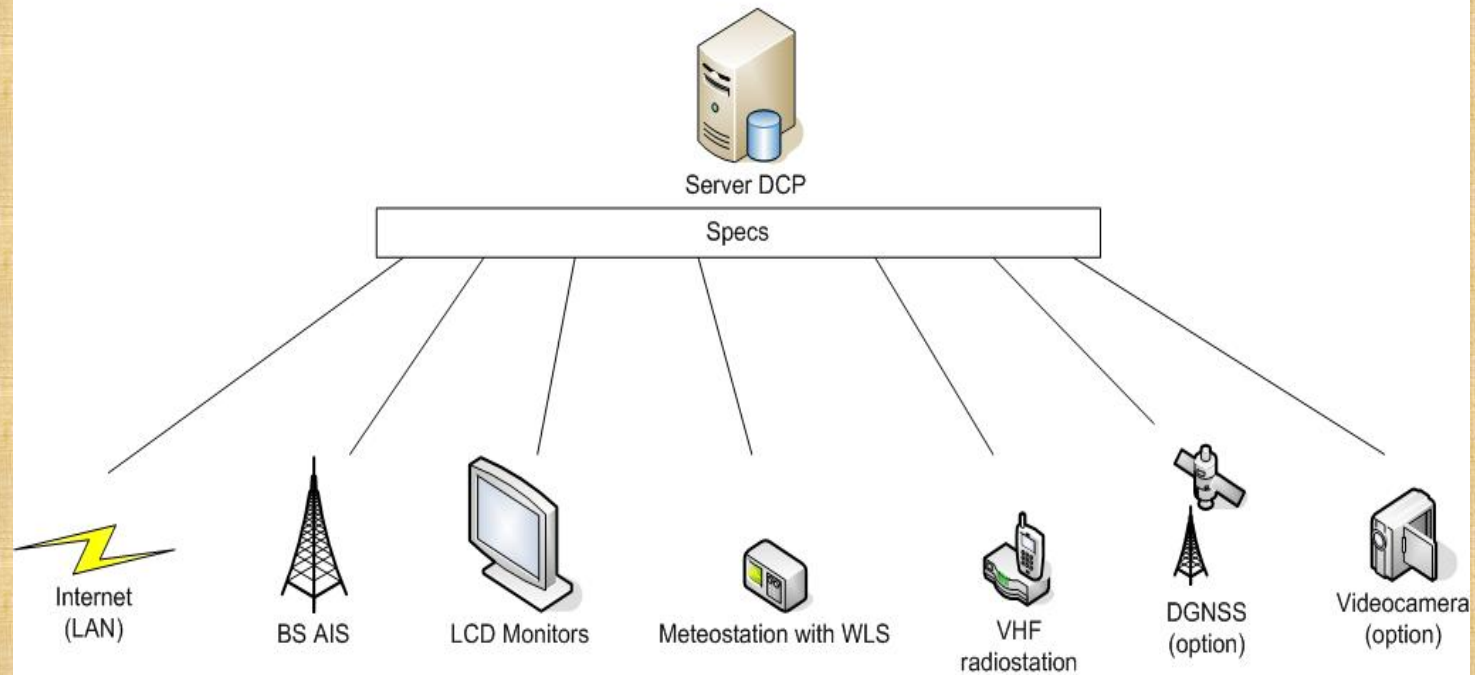 Server DCP
Specs
Internet
(LAN)
BS AIS
LCD Monitors
Meteostation with WLS
VHF
radiostation
DGNSS
(option)
Videocamera
(option)